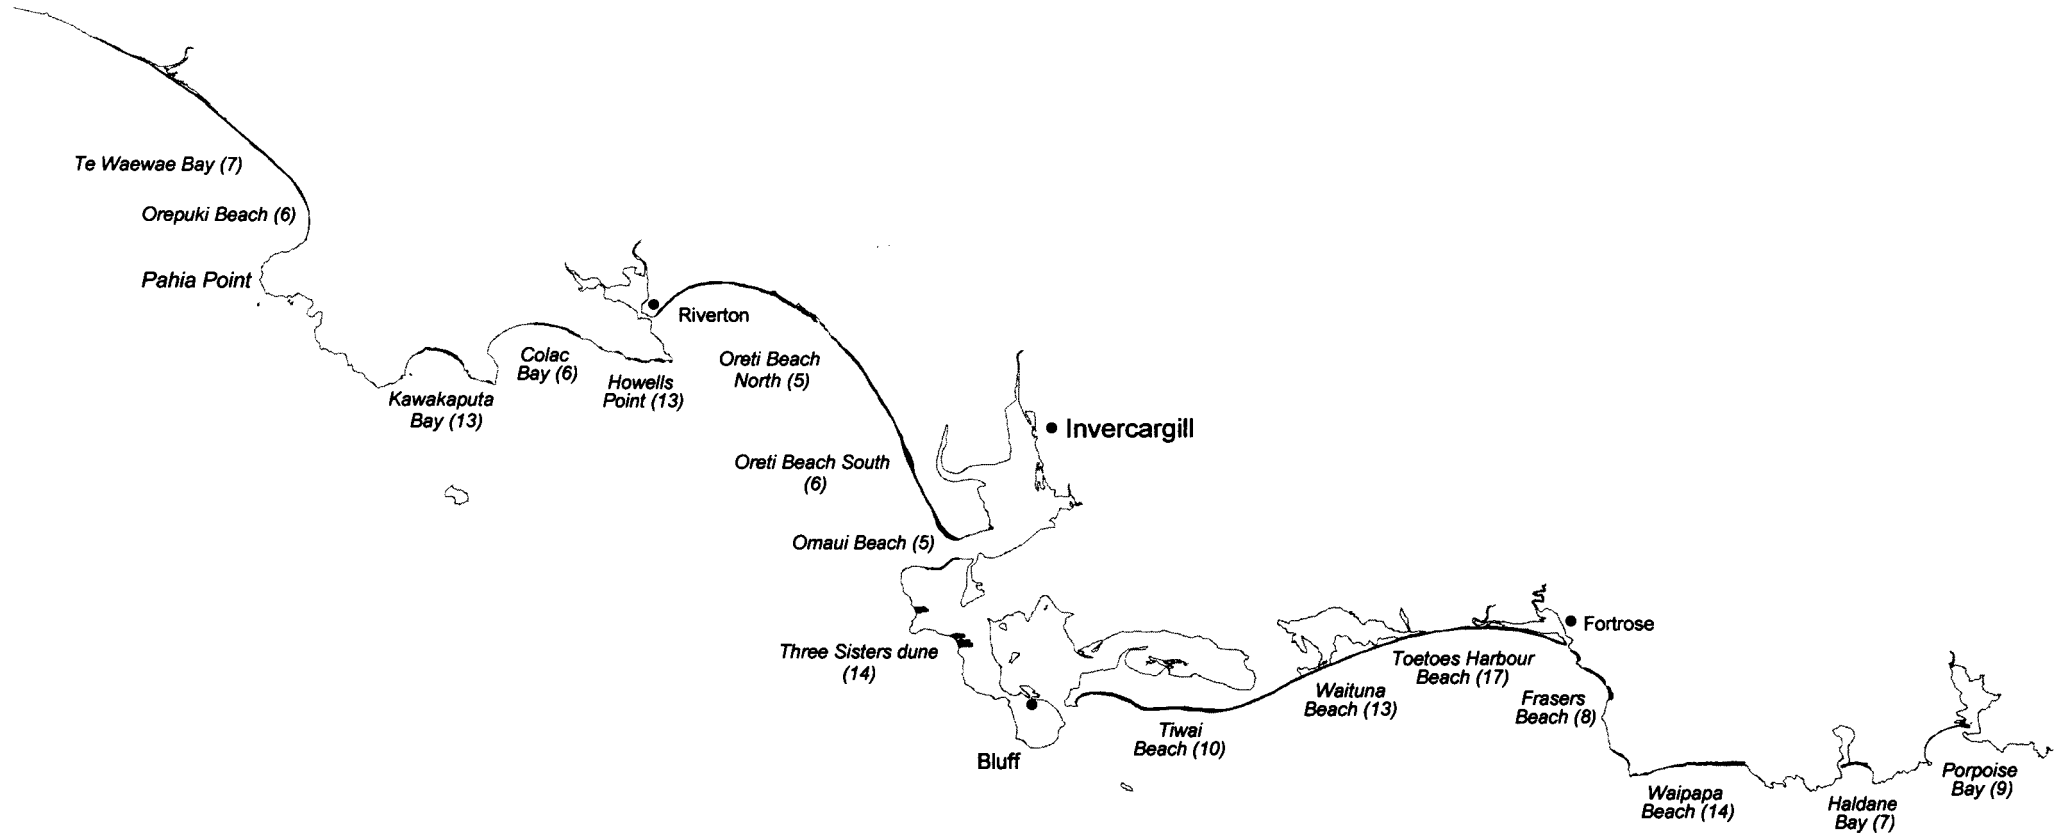 Te Waewae Bay (7)
Orepuki Beach (6)
Pahia Point
Riverton
Colac
Bay (6)
Howells
Point (13)
Kawakaputa
Bay (13)
Oreti Beach
North (5)
Invercargill
Oreti Beach South
(6)
Omaui Beach (5)
Three Sisters dune
(14)
Bluff
Tiwai
Beach (10)
Waituna
Beach (13)
Toetoes Harbour
Beach (17)
Fortrose
Frasers
Beach (8)
Waipapa
Beach (14)
Haldane
Bay (7)
Porpoise
Bay (9)